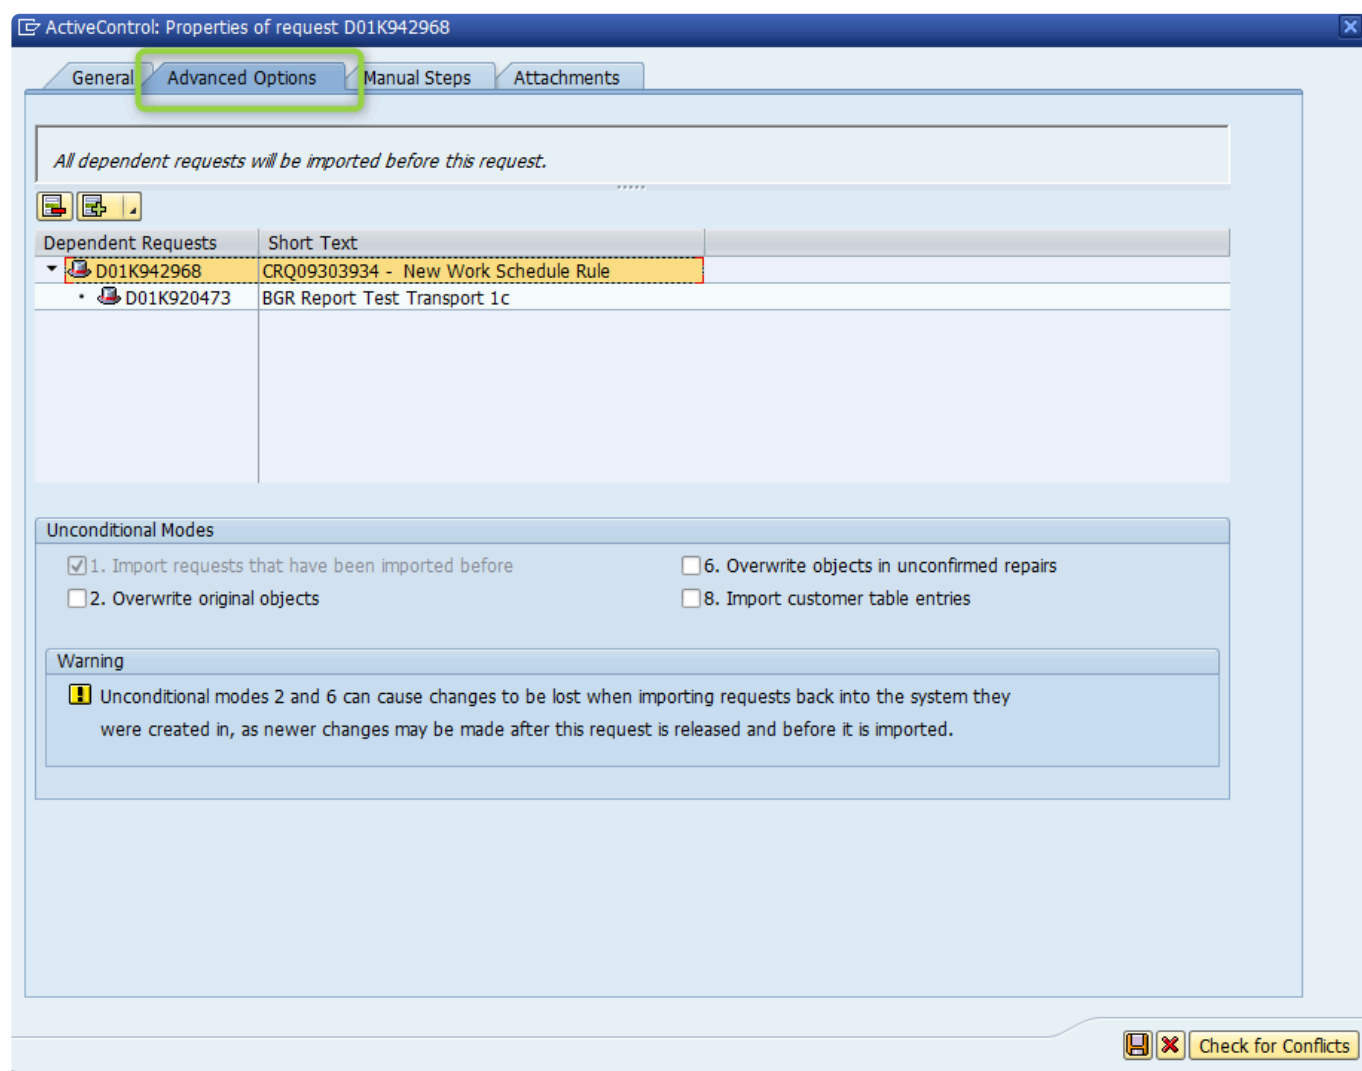 ActiveControl: Properties of request D01K942968
General
Advanced Options
Manual Steps
Attachments
All dependent requests will be imported before this request.
Dependent Requests
Short Text
D01K942968
CRQ09303934 - New Work Schedule Rule
D01K920473
BGR Report Test Transport 1c
Unconditional Modes
1. Import requests that have been imported before
6. Overwrite objects in unconfirmed repairs
2. Overwrite original objects
8. Import customer table entries
Warning
Unconditional modes 2 and 6 can cause changes to be lost when importing requests back into the system they
were created in, as newer changes may be made after this request is released and before it is imported.
Check for Conflicts